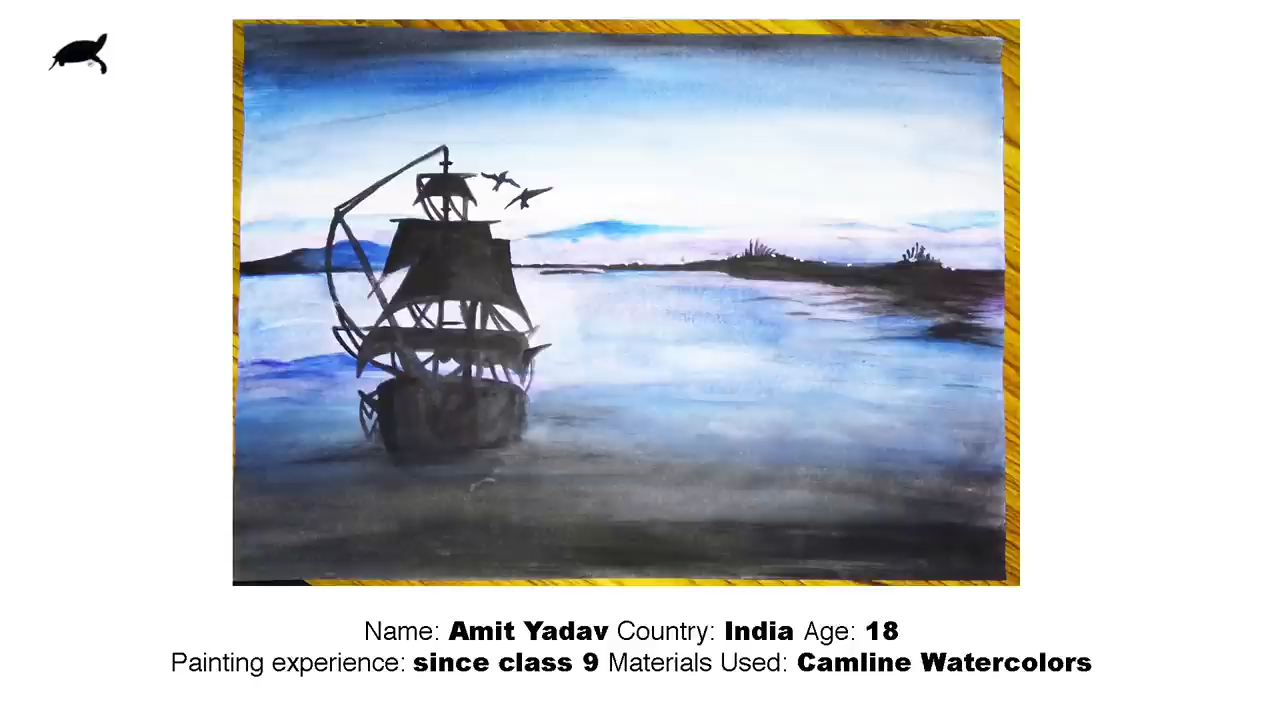 Name: Amit Yadav Country: India Age: 18
Painting experience: since class 9 Materials Used: Camline Watercolors